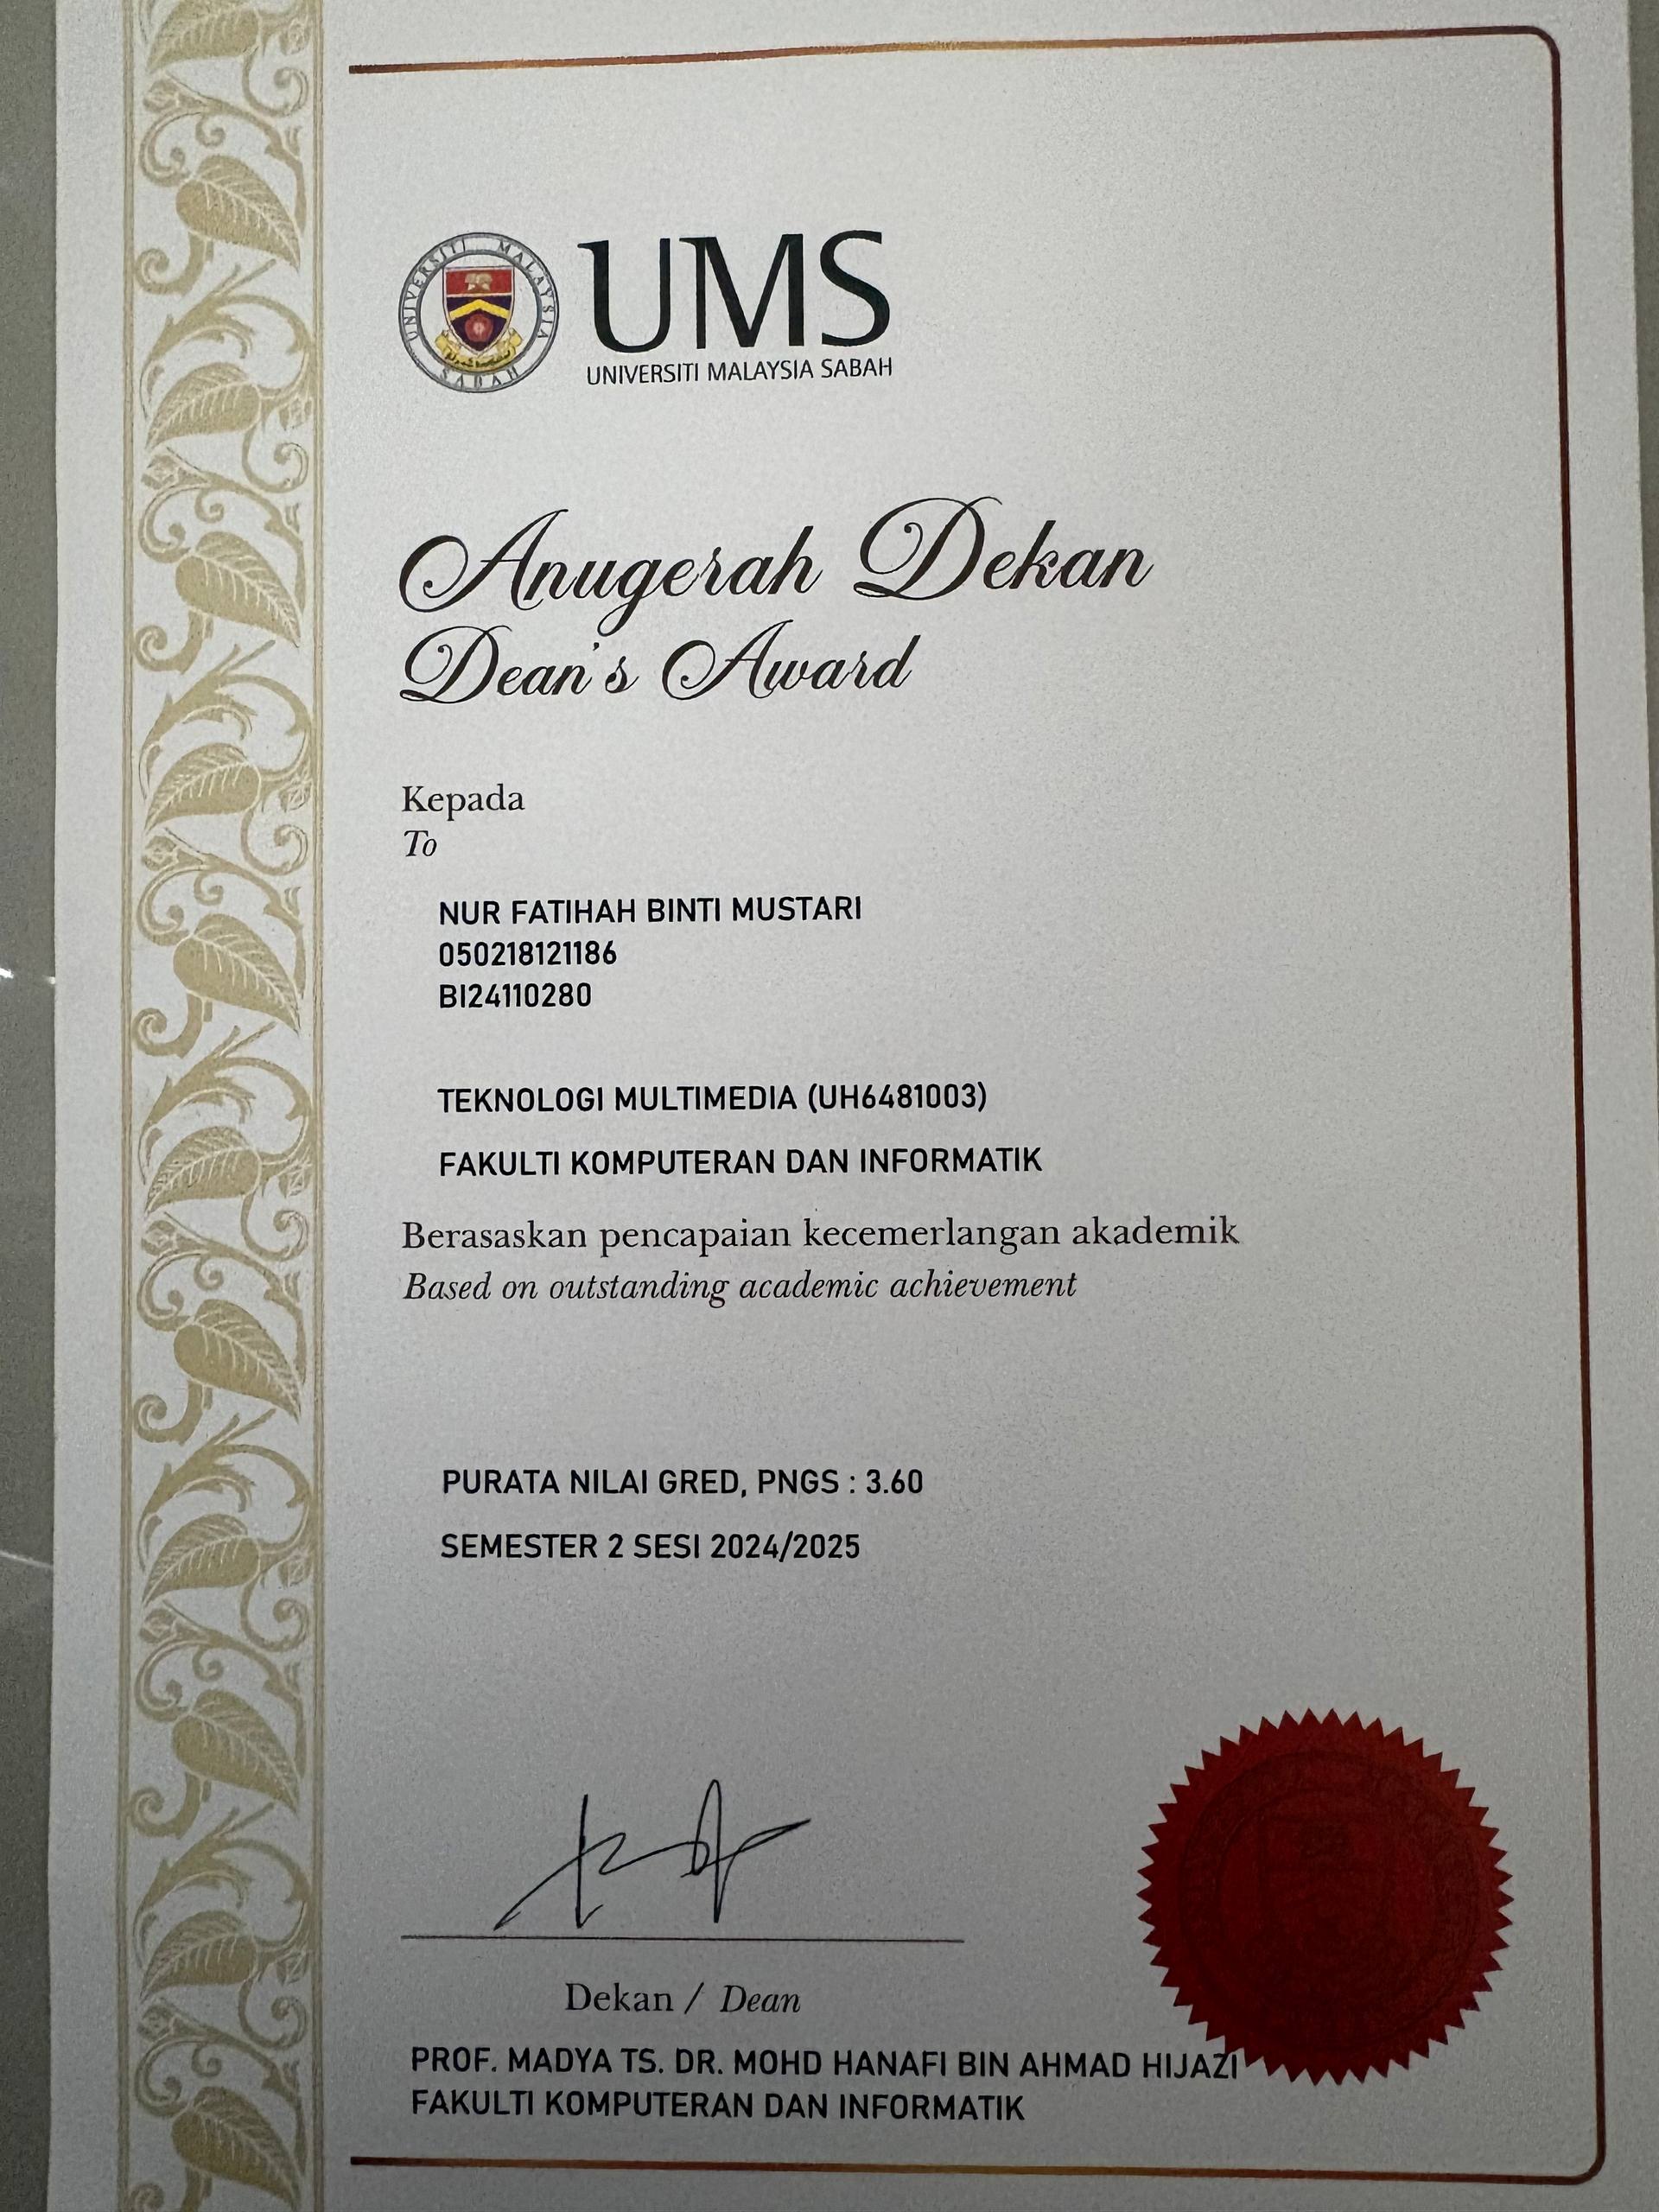 UNIVERSITI MALAYSIA
SABAH
UMS
UNIVERSITI MALAYSIA SABAH
Anugerah Dekan
Dean's Award
Kepada
To
NUR FATIHAH BINTI MUSTARI
050218121186
BI24110280
TEKNOLOGI MULTIMEDIA (UH6481003)
FAKULTI KOMPUTERAN DAN INFORMATIK
Berasaskan pencapaian kecemerlangan akademik
Based on outstanding academic achievement
PURATA NILAI GRED, PNGS : 3.60
SEMESTER 2 SESI 2024/2025
Dekan / Dean
PROF. MADYA TS. DR. MOHD HANAFI BIN AHMAD HIJAZI
FAKULTI KOMPUTERAN DAN INFORMATIK